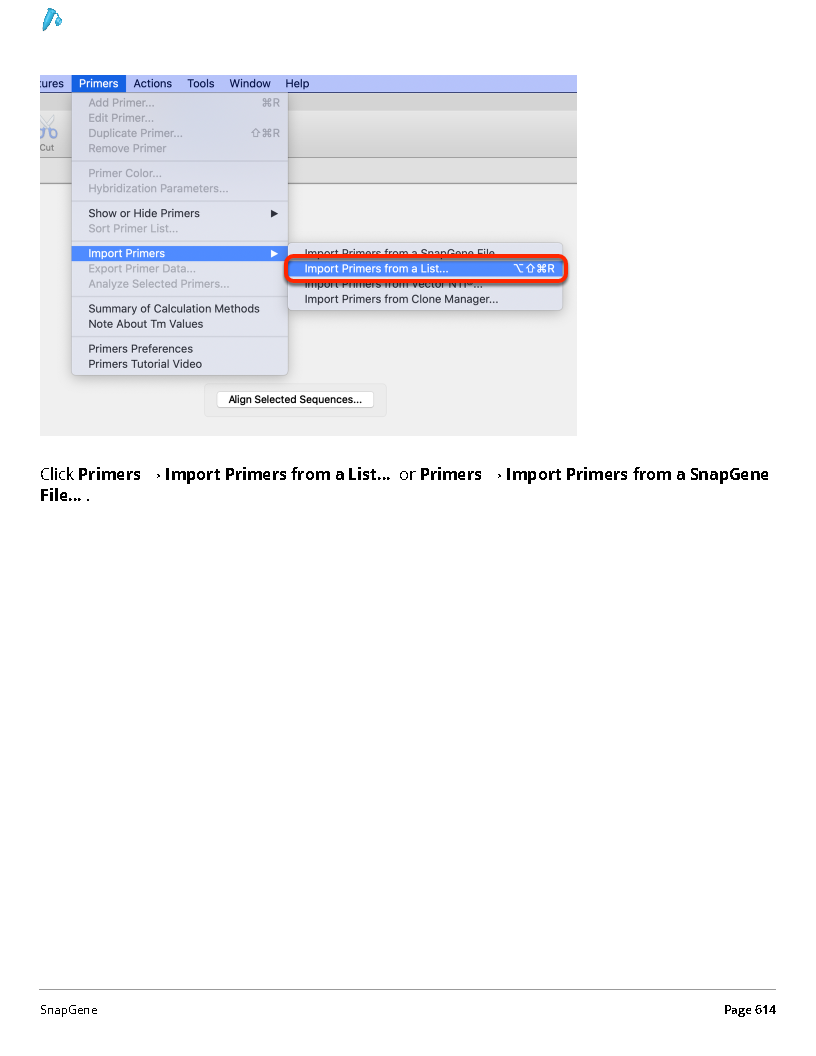 ures Primers Actions Tools Window Help
Add Primer... ⌘R
Edit Primer...
Duplicate Primer... ⇧⌘R
Remove Primer
Cut
Primer Color...
Hybridization Parameters...
Show or Hide Primers ▶
Sort Primer List...
Import Primers ▶
Export Primer Data...
Analyze Selected Primers...
Summary of Calculation Methods
Note About Tm Values
Primers Preferences
Primers Tutorial Video
Import Primers from a SnapGene File...
Import Primers from a List... ⌥⇧⌘R
Import Primers from Vector NTI®...
Import Primers from Clone Manager...
Align Selected Sequences...
Click Primers → Import Primers from a List... or Primers → Import Primers from a SnapGene
File... .
SnapGene Page 614